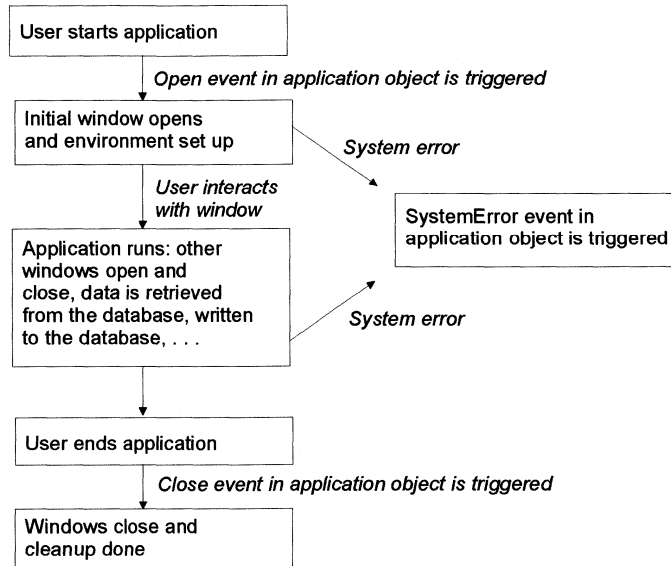 User starts application
Open event in application object is triggered
Initial window opens
and environment set up
System error
User interacts
with window
SystemError event in
application object is triggered
Application runs: other
windows open and
close, data is retrieved
from the database, written
to the database, . . .
System error
User ends application
Close event in application object is triggered
Windows close and
cleanup done